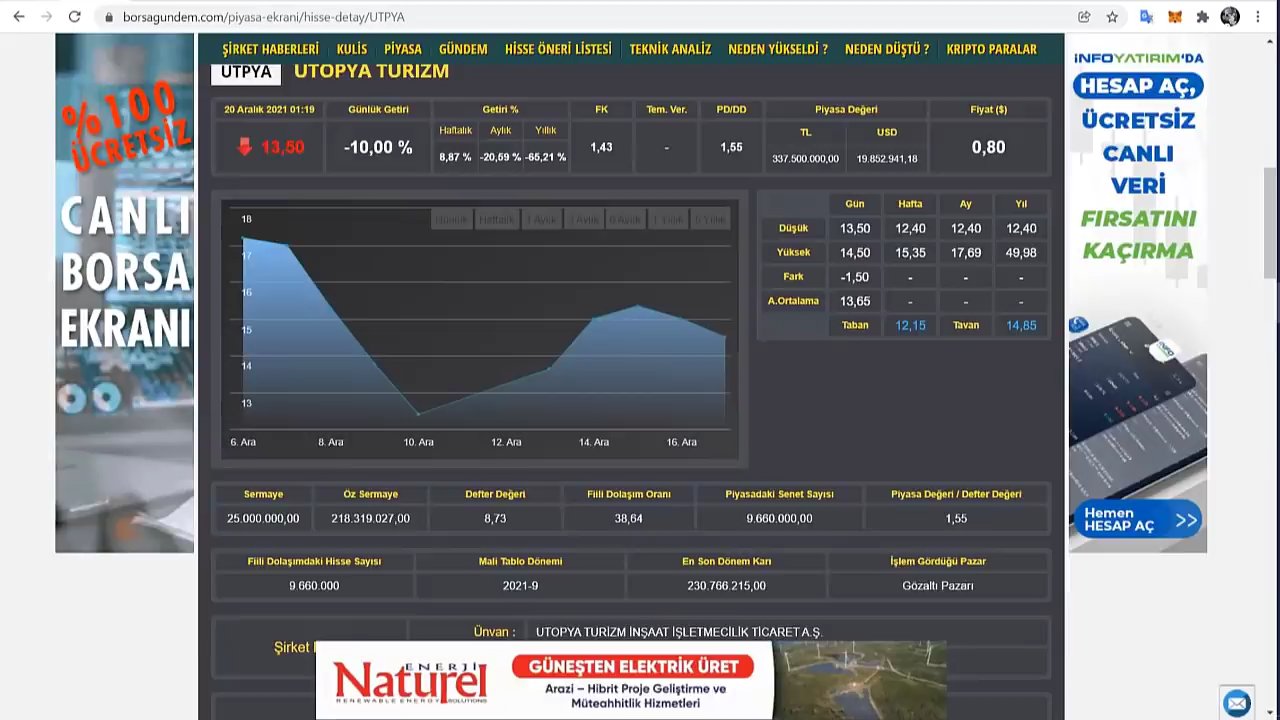 borsagundem.com/piyasa-ekrani/hisse-detay/UTPYA
ŞİRKET HABERLERİ KULİS PİYASA GÜNDEM HİSSE ÖNERİ LİSTESİ TEKNİK ANALİZ NEDEN YÜKSELDİ ? NEDEN DÜŞTÜ ? KRIPTO PARALAR
UTPYA UTOPYA TURIZM
20 Aralık 2021 01:19 Günlük Getiri Getiri % FK Tem. Ver. PD/DD Piyasa Değeri Fiyat ($)
Haftalık Aylık Yıllık TL USD
13,50 -10,00 % 8,87 % -20,59 % -65,21 % 1,43 - 1,55 337.500.000,00 19.852.941,18 0,80
18
17
16
15
14
13
6. Ara 8. Ara 10. Ara 12. Ara 14. Ara 16. Ara
Gün Hafta Ay Yıl
Düşük 13,50 12,40 12,40 12,40
Yüksek 14,50 15,35 17,69 49,98
Fark -1,50 - - -
A.Ortalama 13,65 - - -
Taban 12,15 Tavan 14,85
Sermaye Öz Sermaye Defter Değeri Fiili Dolaşım Oranı Piyasadaki Senet Sayısı Piyasa Değeri / Defter Değeri
25.000.000,00 218.319.027,00 8,73 38,64 9.660.000,00 1,55
Fiili Dolaşımdaki Hisse Sayısı Mali Tablo Dönemi En Son Dönem Karı İşlem Gördüğü Pazar
9.660.000 2021-9 230.766.215,00 Gözaltı Pazarı
Ünvan : UTOPYA TURİZM İNŞAAT İŞLETMECİLİK TİCARET A.Ş.
Şirket
%100
ÜCRETSİZ
CANLI
BORSA
EKRANI
iNFOYATIRIM'DA
HESAP AÇ,
ÜCRETSİZ
CANLI
VERİ
FIRSATINI
KAÇIRMA
INFO
Hemen
HESAP AÇ >>
ENERJİ
Naturel
RENEWABLE ENERGY SOLUTIONS
GÜNEŞTEN ELEKTRİK ÜRET
Arazi – Hibrit Proje Geliştirme ve
Müteahhitlik Hizmetleri